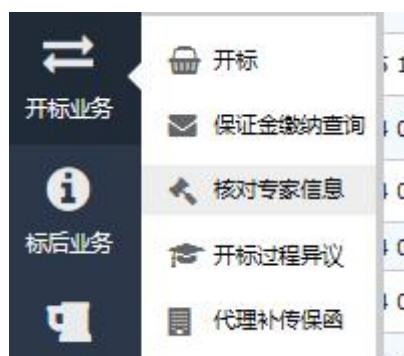 开标业务
标后业务
开标
保证金缴纳查询
核对专家信息
开标过程异议
代理补传保函